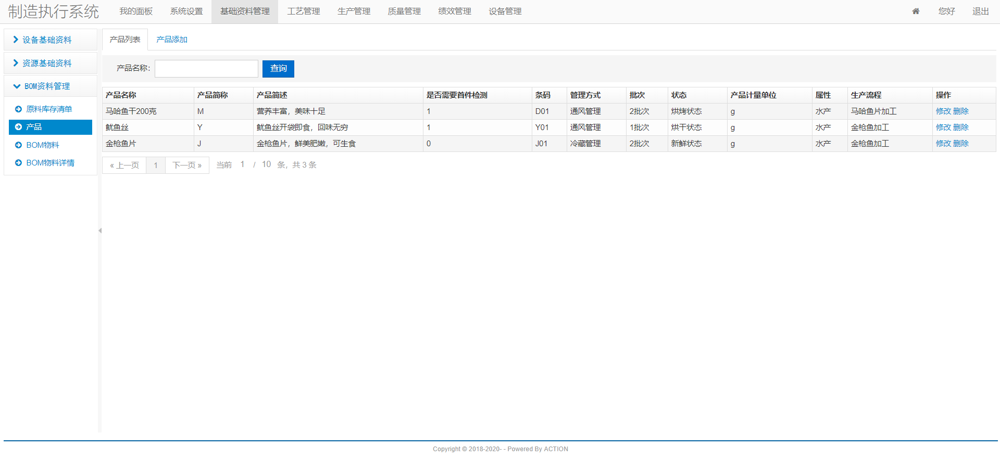 制造执行系统 我的面板 系统设置 基础资料管理 工艺管理 生产管理 质量管理 绩效管理 设备管理 您好 退出
设备基础资料
资源基础资料
BOM资料管理
原料库存清单
产品
BOM物料
BOM物料详情
产品列表 产品添加
产品名称: 查询
产品名称 产品简称 产品简述 是否需要首件检测 条码 管理方式 批次 状态 产品计量单位 属性 生产流程 操作
马哈鱼干200克 M 营养丰富，美味十足 1 D01 通风管理 2批次 烘烤状态 g 水产 马哈鱼片加工 修改 删除
鱿鱼丝 Y 鱿鱼丝开袋即食，回味无穷 1 Y01 通风管理 1批次 烘干状态 g 水产 金枪鱼加工 修改 删除
金枪鱼片 J 金枪鱼片，鲜美肥嫩，可生食 0 J01 冷藏管理 2批次 新鲜状态 g 水产 金枪鱼加工 修改 删除
« 上一页 1 下一页 » 当前 1 / 10 条，共 3 条
Copyright © 2018-2020- - Powered By ACTION